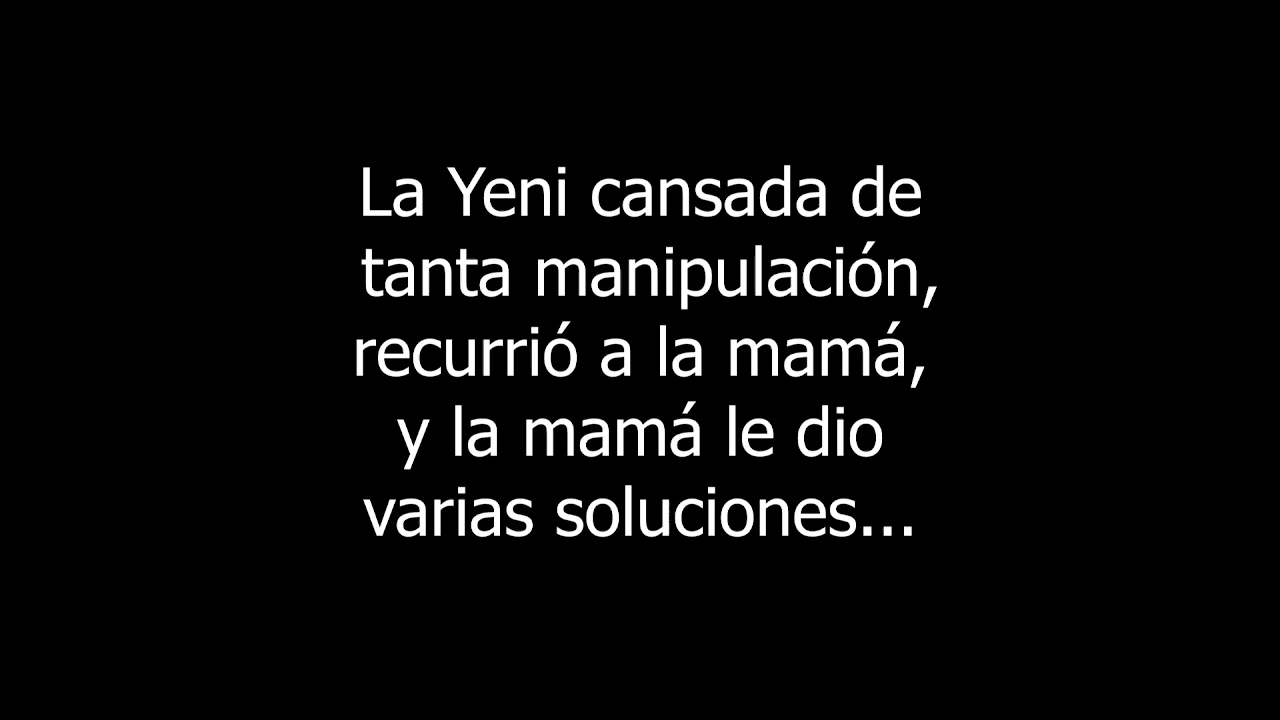 La Yeni cansada de
tanta manipulación,
recurrió a la mamá,
y la mamá le dio
varias soluciones...